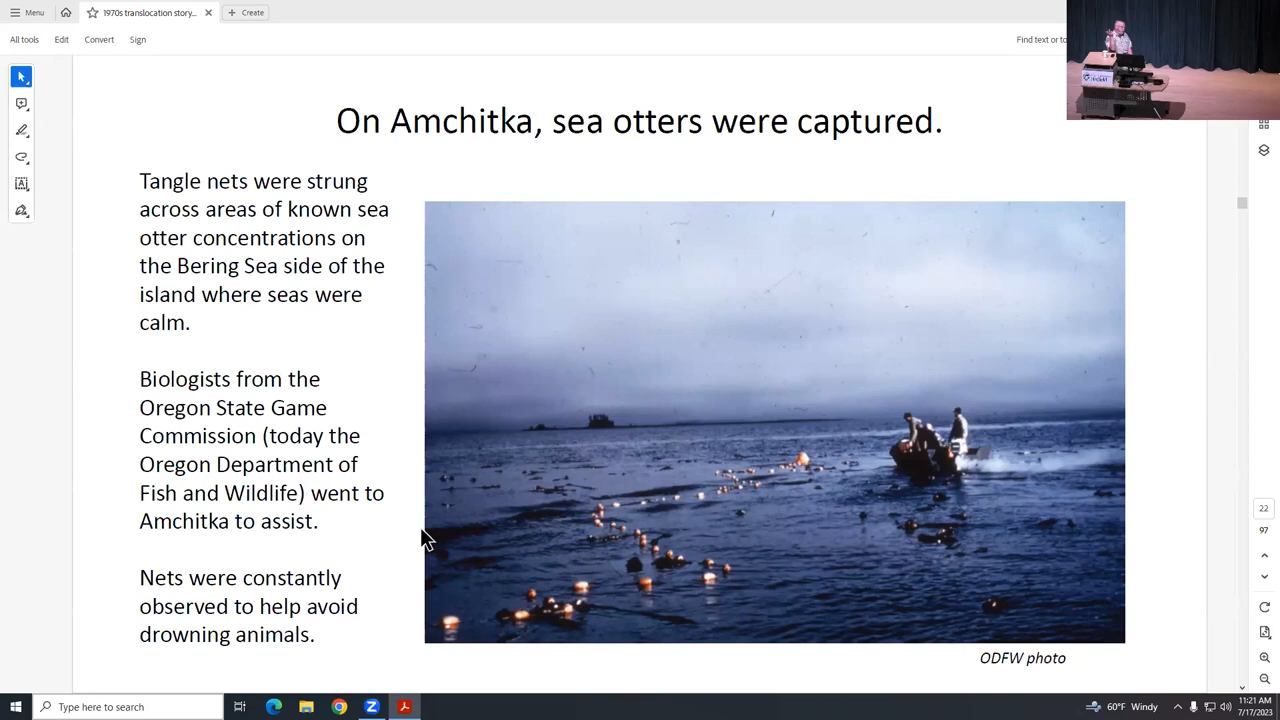 Menu
1970s translocation story...
Create
All tools
Edit
Convert
Sign
Find text or to
On Amchitka, sea otters were captured.
Tangle nets were strung
across areas of known sea
otter concentrations on
the Bering Sea side of the
island where seas were
calm.
Biologists from the
Oregon State Game
Commission (today the
Oregon Department of
Fish and Wildlife) went to
Amchitka to assist.
Nets were constantly
observed to help avoid
drowning animals.
ODFW photo
22
97
Type here to search
60°F Windy
11:21 AM
7/17/2023